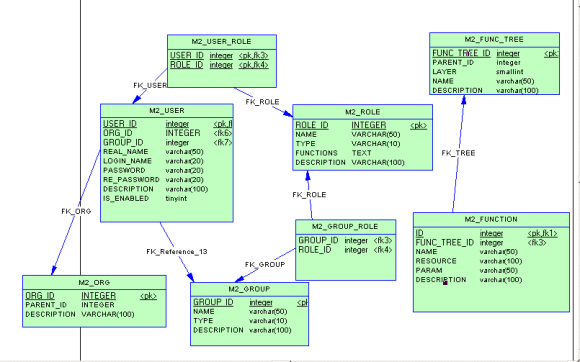 M2_USER_ROLE
USER_ID integer <pk,fk3>
ROLE_ID integer <pk,fk4>
M2_FUNC_TREE
FUNC_TREE_ID integer <pk>
PARENT_ID integer
LAYER smallint
NAME varchar(50)
DESCRIPTION varchar(100)
FK_USER
FK_ROLE
M2_USER
USER_ID integer <pk,f
ORG_ID INTEGER <fk6>
GROUP_ID integer <fk7>
REAL_NAME varchar(50)
LOGIN_NAME varchar(20)
PASSWORD varchar(20)
RE_PASSWORD varchar(20)
DESCRIPTION varchar(100)
IS_ENABLED tinyint
M2_ROLE
ROLE_ID INTEGER <pk>
NAME VARCHAR(50)
TYPE VARCHAR(10)
FUNCTIONS TEXT
DESCRIPTION VARCHAR(100)
FK_TREE
FK_ROLE
FK_ORG
M2_GROUP_ROLE
GROUP_ID integer <fk3>
ROLE_ID integer <fk4>
M2_FUNCTION
ID integer <pk,fk1>
FUNC_TREE_ID integer <fk3>
NAME varchar(50)
RESOURCE varchar(100)
PARAM varchar(50)
DESCRIPTION varchar(100)
FK_Reference_13
FK_GROUP
M2_ORG
ORG_ID INTEGER <pk>
PARENT_ID INTEGER
DESCRIPTION VARCHAR(100)
M2_GROUP
GROUP_ID integer <pk
NAME varchar(50)
TYPE varchar(10)
DESCRIPTION varchar(100)